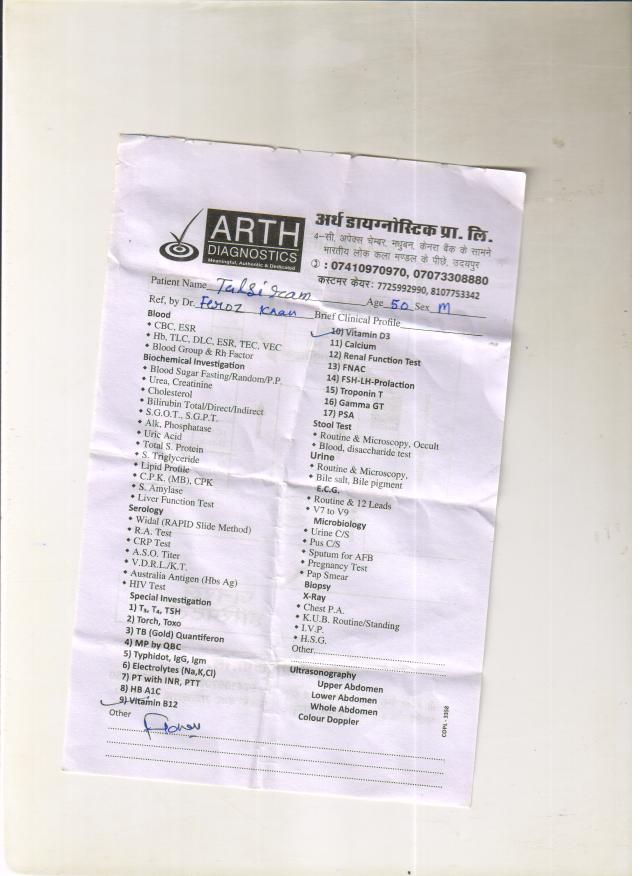 ARTH
DIAGNOSTICS
Meaningful, Authentic & Dedicated
अर्थ डायग्नोस्टिक प्रा. लि.
4-सी, अपेक्स चेम्बर, मधुबन, केनरा बैंक के सामने
भारतीय लोक कला मण्डल के पीछे, उदयपुर
: 07410970970, 07073308880
कस्टमर केयर: 7725992990, 8107753342
Patient Name Tulsi ram Age 50 Sex M
Ref, by Dr. Feroz Khan Brief Clinical Profile
Blood
CBC, ESR
Hb, TLC, DLC, ESR, TEC, VEC
Blood Group & Rh Factor
Biochemical Investigation
Blood Sugar Fasting/Random/P.P.
Urea, Creatinine
Cholesterol
Bilirubin Total/Direct/Indirect
S.G.O.T., S.G.P.T.
Alk, Phosphatase
Uric Acid
Total S. Protein
S. Triglyceride
Lipid Profile
C.P.K. (MB), CPK
S. Amylase
Liver Function Test
Serology
Widal (RAPID Slide Method)
R.A. Test
CRP Test
A.S.O. Titer
V.D.R.L./K.T.
Australia Antigen (Hbs Ag)
HIV Test
Special Investigation
1) T₃, T₄, TSH
2) Torch, Toxo
3) TB (Gold) Quantiferon
4) MP by QBC
5) Typhidot, IgG, Igm
6) Electrolytes (Na,K,Cl)
7) PT with INR, PTT
8) HB A1C
9) Vitamin B12
Other
10) Vitamin D3
11) Calcium
12) Renal Function Test
13) FNAC
14) FSH-LH-Prolaction
15) Troponin T
16) Gamma GT
17) PSA
Stool Test
Routine & Microscopy, Occult
Blood, disaccharide test
Urine
Routine & Microscopy,
Bile salt, Bile pigment
E.C.G.
Routine & 12 Leads
V7 to V9
Microbiology
Urine C/S
Pus C/S
Sputum for AFB
Pregnancy Test
Pap Smear
Biopsy
X-Ray
Chest P.A.
K.U.B. Routine/Standing
I.V.P.
H.S.G.
Other
Ultrasonography
Upper Abdomen
Lower Abdomen
Whole Abdomen
Colour Doppler
COPL - 3358